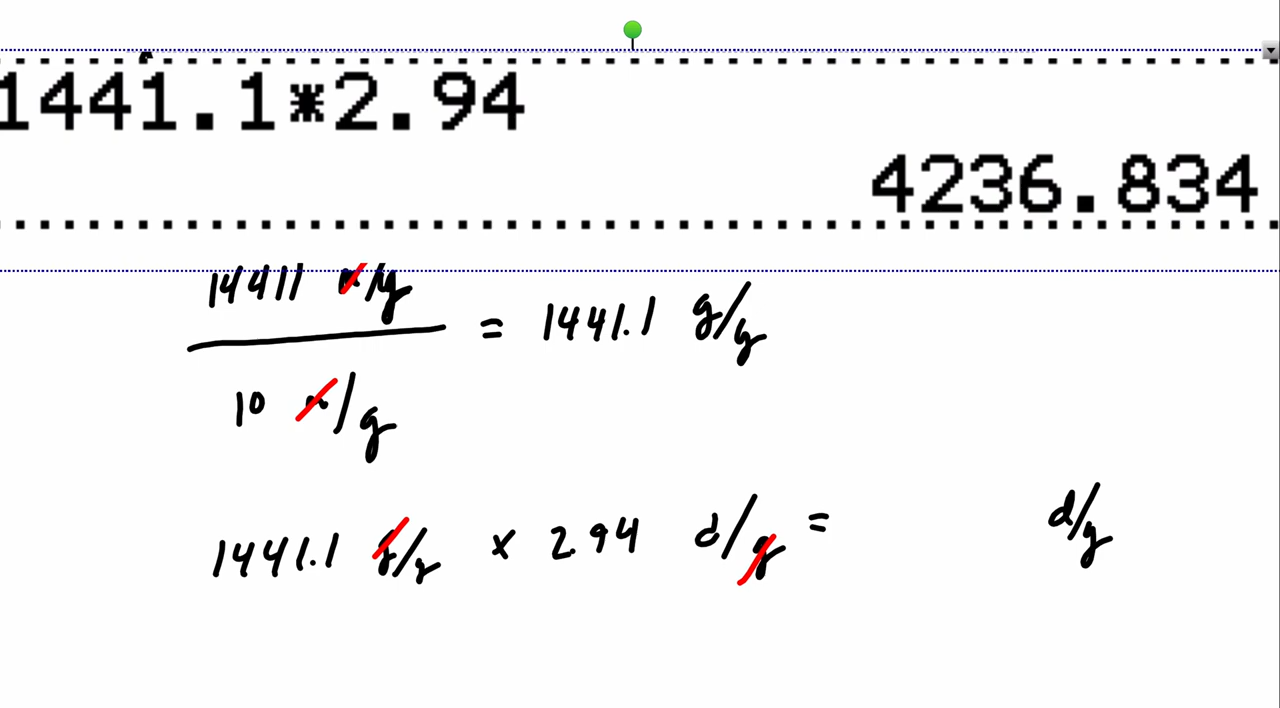 1441.1*2.94
4236.834
14411 m/y
10 m/g
= 1441.1 g/y
1441.1 g/y × 2.94 d/g = d/y